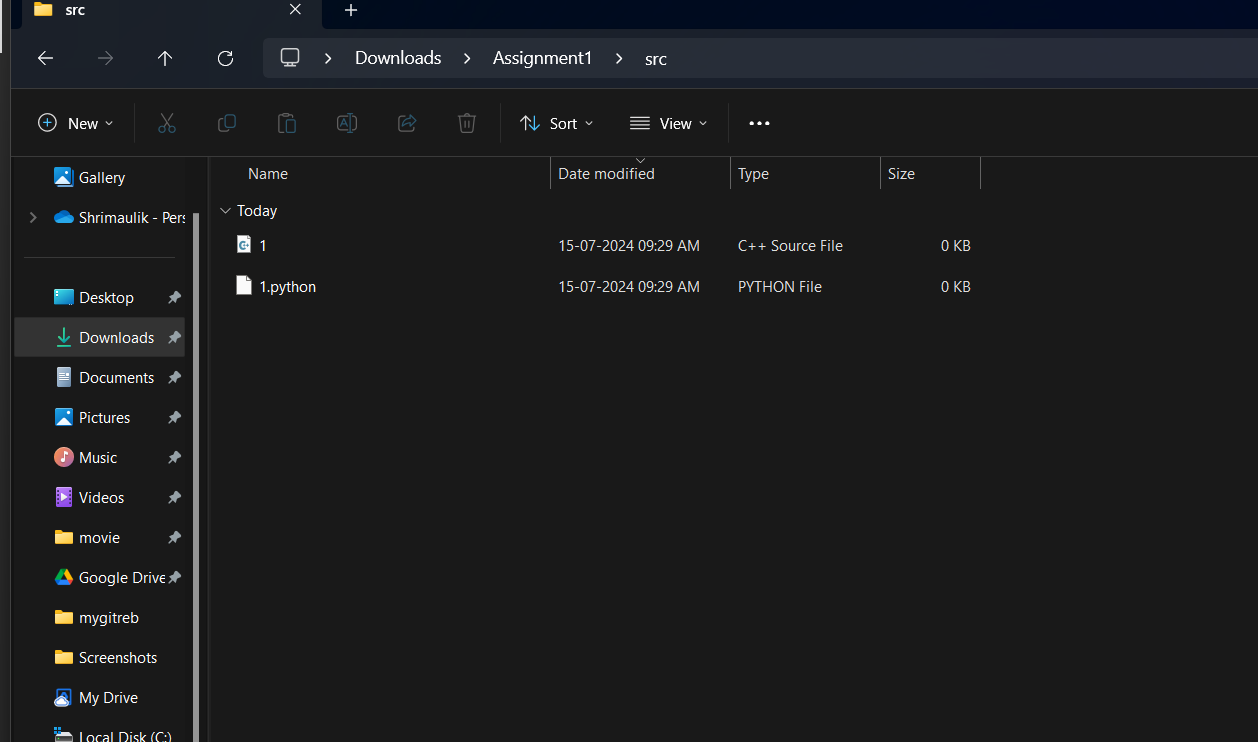 src
Downloads > Assignment1 > src
New Sort View
Name Date modified Type Size
Today
1 15-07-2024 09:29 AM C++ Source File 0 KB
1.python 15-07-2024 09:29 AM PYTHON File 0 KB
Gallery
Shrimaulik - Pers
Desktop
Downloads
Documents
Pictures
Music
Videos
movie
Google Drive
mygitreb
Screenshots
My Drive
Local Disk (C:)